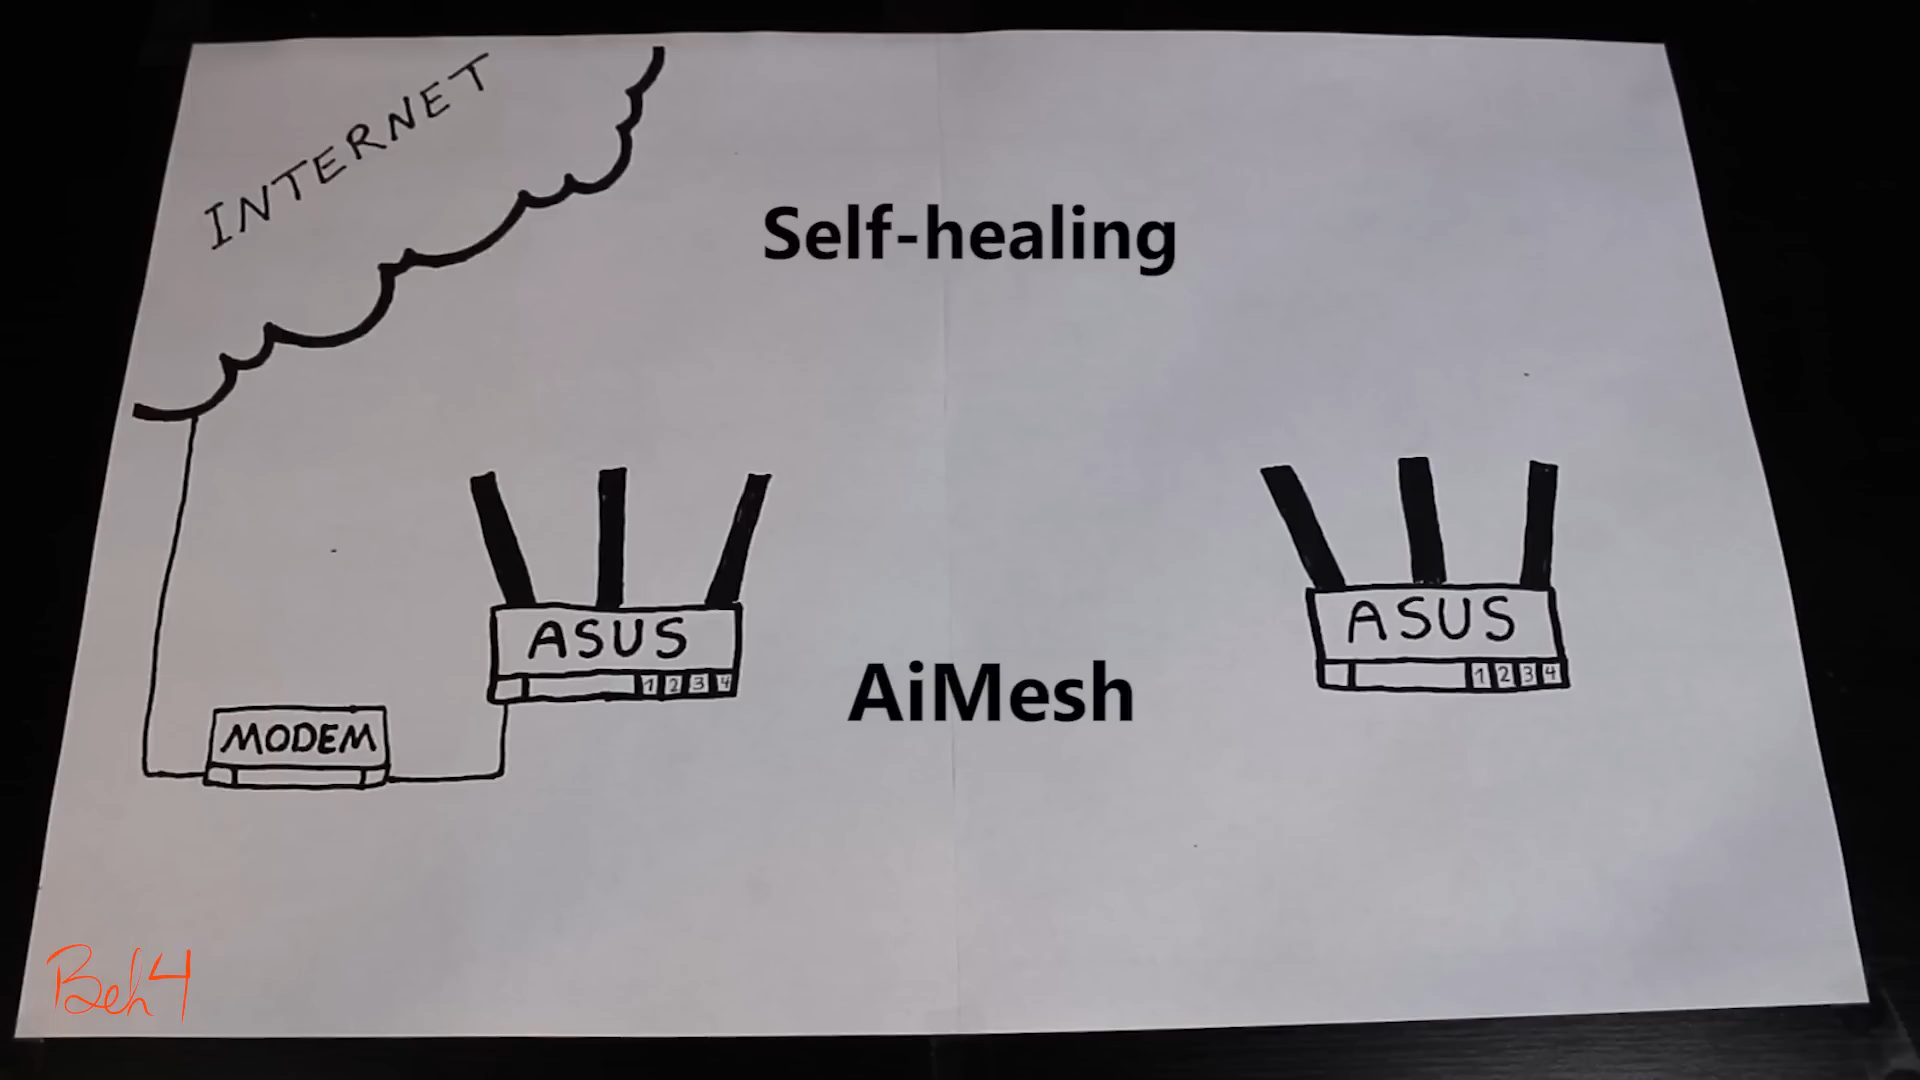 INTERNET
Self-healing
ASUS
1 2 3 4
ASUS
1 2 3 4
AiMesh
MODEM
Beh4